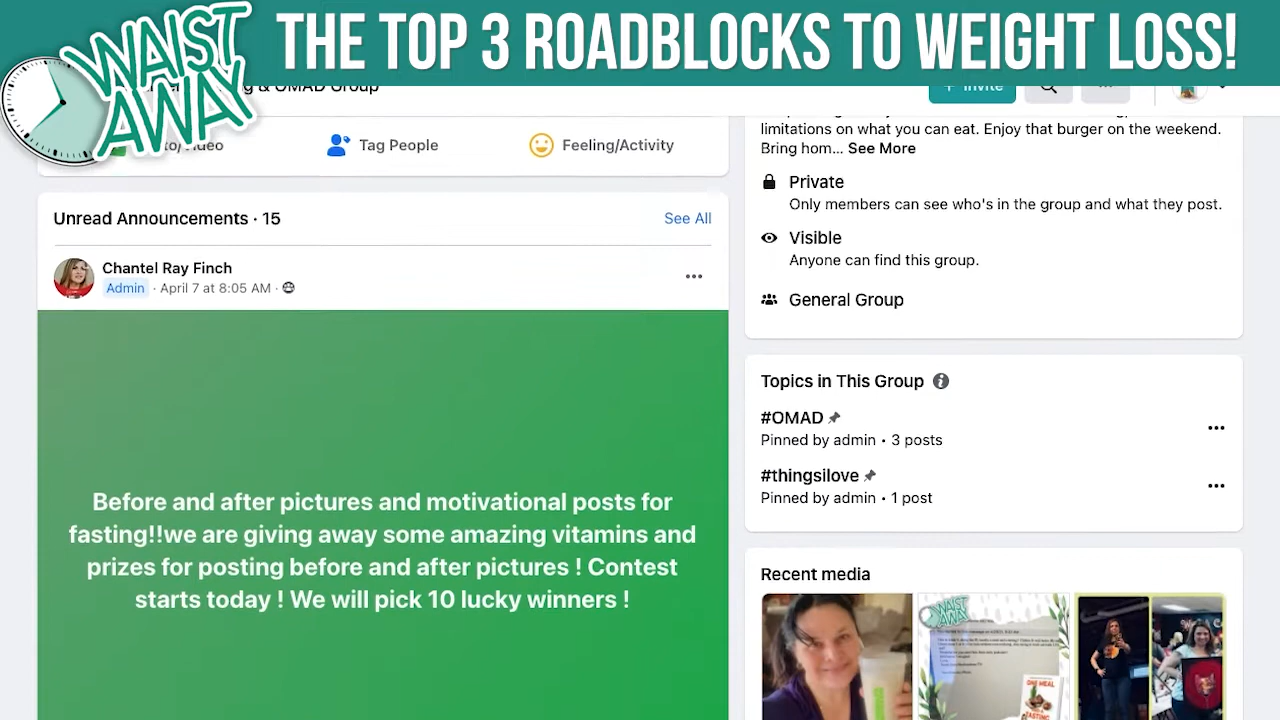 WAIST
AWAY
THE TOP 3 ROADBLOCKS TO WEIGHT LOSS!
& OMAD Group
+ Invite
Tag People
Feeling/Activity
Unread Announcements · 15
See All
Chantel Ray Finch
Admin · April 7 at 8:05 AM ·
Before and after pictures and motivational posts for
fasting!!we are giving away some amazing vitamins and
prizes for posting before and after pictures ! Contest
starts today ! We will pick 10 lucky winners !
limitations on what you can eat. Enjoy that burger on the weekend.
Bring hom... See More
Private
Only members can see who's in the group and what they post.
Visible
Anyone can find this group.
General Group
Topics in This Group
#OMAD
Pinned by admin • 3 posts
#thingsilove
Pinned by admin • 1 post
Recent media
WAIST
AWAY
ONE MEAL